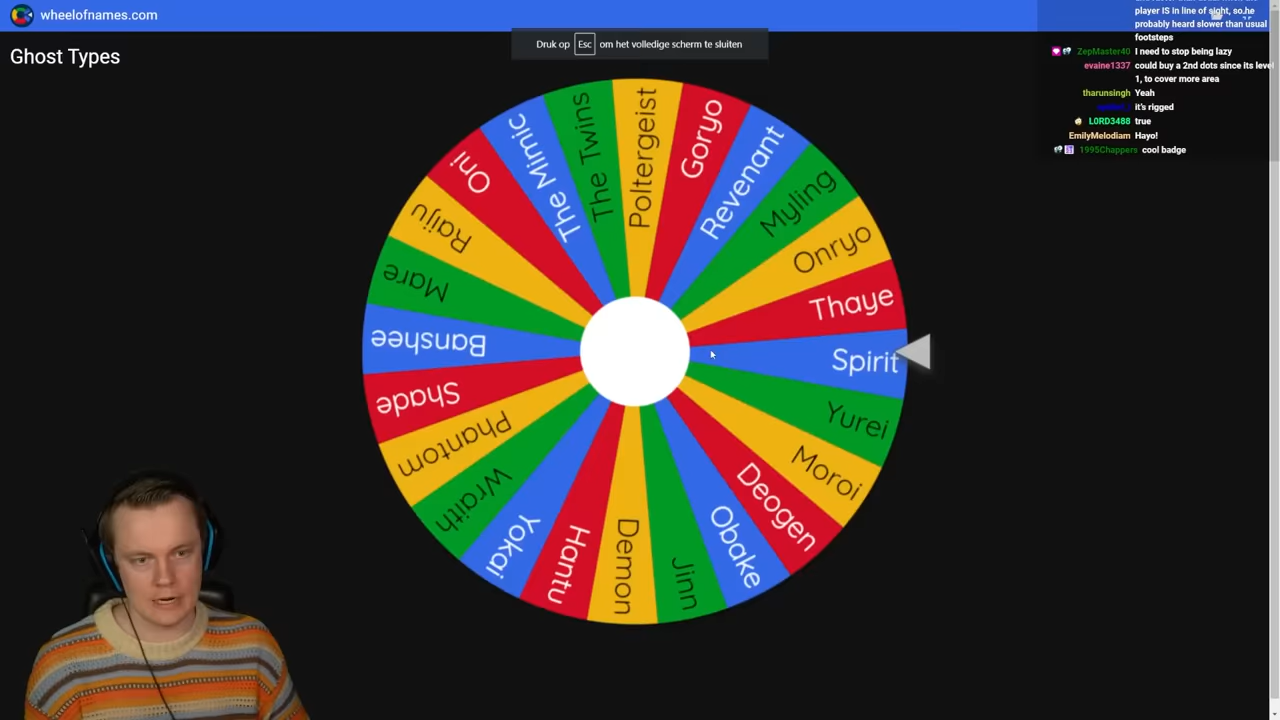 wheelofnames.com
Ghost Types
Druk op Esc om het volledige scherm te sluiten
player IS in line of sight, so.he
probably heard slower than usual
footsteps
ZepMaster40 I need to stop being lazy
evaine1337 could buy a 2nd dots since its level
1, to cover more area
tharunsingh Yeah
it's rigged
L0RD3488 true
EmilyMelodiam Hayo!
1995Chappers cool badge
Poltergeist
Goryo
Revenant
Myling
Onryo
Thaye
Spirit
Yurei
Moroi
Deogen
Obake
Jinn
Demon
Hantu
Yokai
Wraith
Phantom
Shade
Banshee
Mare
Raiju
Oni
The Mimic
The Twins